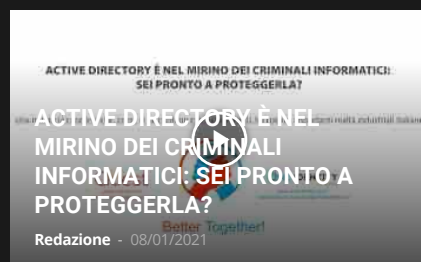 ACTIVE DIRECTORY È NEL MIRINO DEI CRIMINALI INFORMATICI:
SEI PRONTO A PROTEGGERLA?
ACTIVE DIRECTORY È NEL
MIRINO DEI CRIMINALI
INFORMATICI: SEI PRONTO A
PROTEGGERLA?
Better Together!
Redazione - 08/01/2021